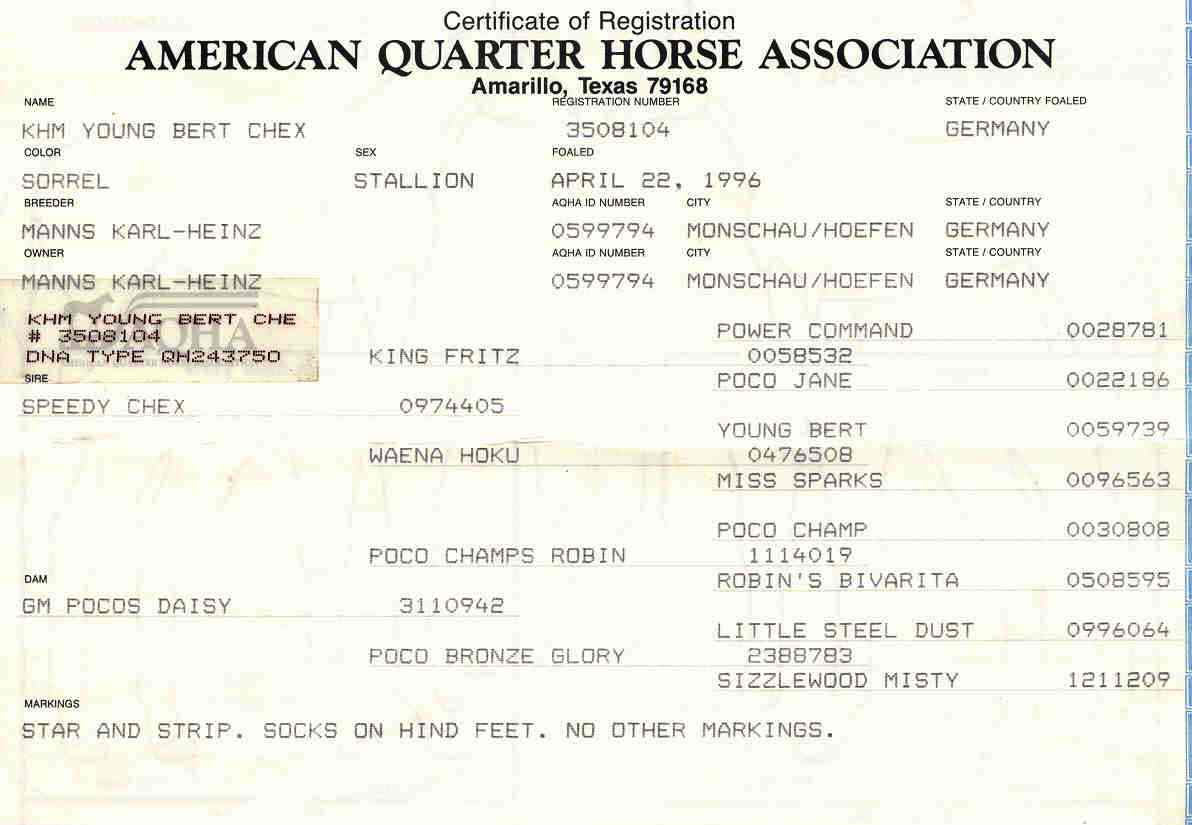 Certificate of Registration
AMERICAN QUARTER HORSE ASSOCIATION
Amarillo, Texas 79168
NAME REGISTRATION NUMBER STATE / COUNTRY FOALED
KHM YOUNG BERT CHEX 3508104 GERMANY
COLOR SEX FOALED
SORREL STALLION APRIL 22, 1996
BREEDER AQHA ID NUMBER CITY STATE / COUNTRY
MANNS KARL-HEINZ 0599794 MONSCHAU/HOEFEN GERMANY
OWNER AQHA ID NUMBER CITY STATE / COUNTRY
MANNS KARL-HEINZ 0599794 MONSCHAU/HOEFEN GERMANY
AQHA
KHM YOUNG BERT CHE
# 3508104
DNA TYPE QH243750
POWER COMMAND 0028781
KING FRITZ 0058532
POCO JANE 0022186
SIRE
SPEEDY CHEX 0974405
YOUNG BERT 0059739
WAENA HOKU 0476508
MISS SPARKS 0096563
POCO CHAMP 0030808
POCO CHAMPS ROBIN 1114019
ROBIN'S BIVARITA 0508595
DAM
GM POCOS DAISY 3110942
LITTLE STEEL DUST 0996064
POCO BRONZE GLORY 2388783
SIZZLEWOOD MISTY 1211209
MARKINGS
STAR AND STRIP. SOCKS ON HIND FEET. NO OTHER MARKINGS.